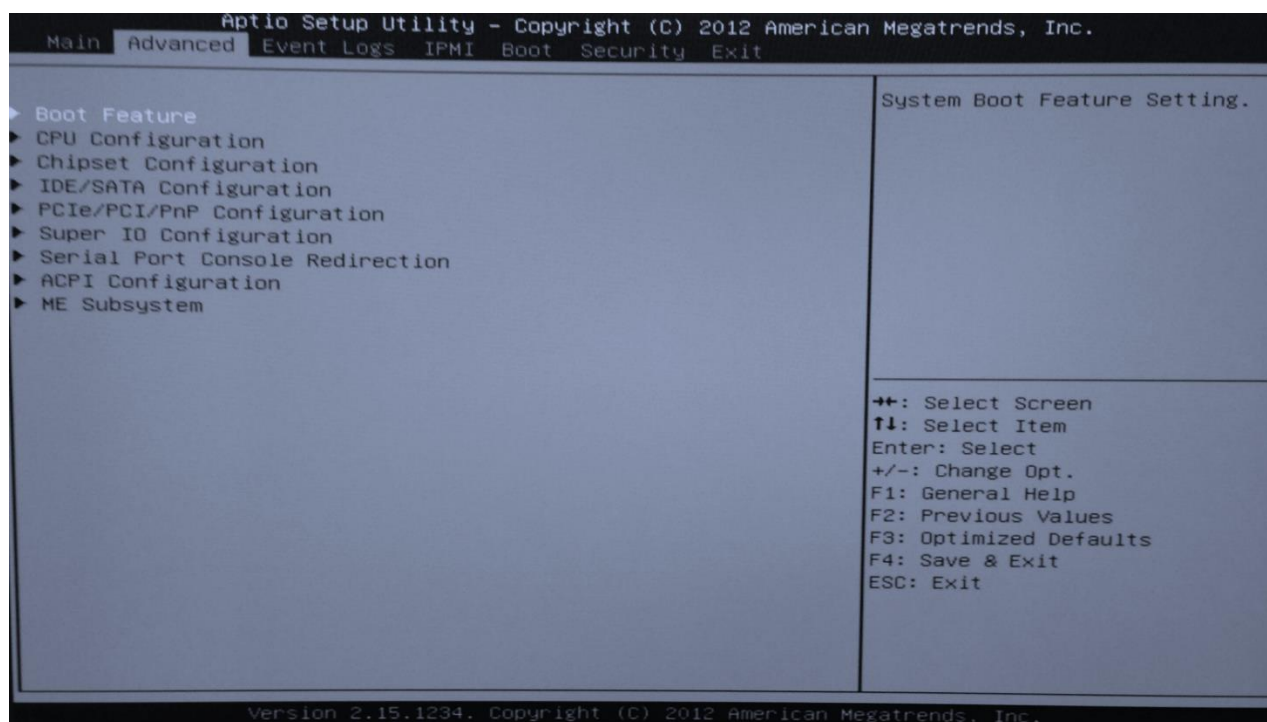 Aptio Setup Utility – Copyright (C) 2012 American Megatrends, Inc.
Main Advanced Event Logs IPMI Boot Security Exit
▶ Boot Feature
▶ CPU Configuration
▶ Chipset Configuration
▶ IDE/SATA Configuration
▶ PCIe/PCI/PnP Configuration
▶ Super IO Configuration
▶ Serial Port Console Redirection
▶ ACPI Configuration
▶ ME Subsystem
System Boot Feature Setting.
→←: Select Screen
↑↓: Select Item
Enter: Select
+/-: Change Opt.
F1: General Help
F2: Previous Values
F3: Optimized Defaults
F4: Save & Exit
ESC: Exit
Version 2.15.1234. Copyright (C) 2012 American Megatrends, Inc.